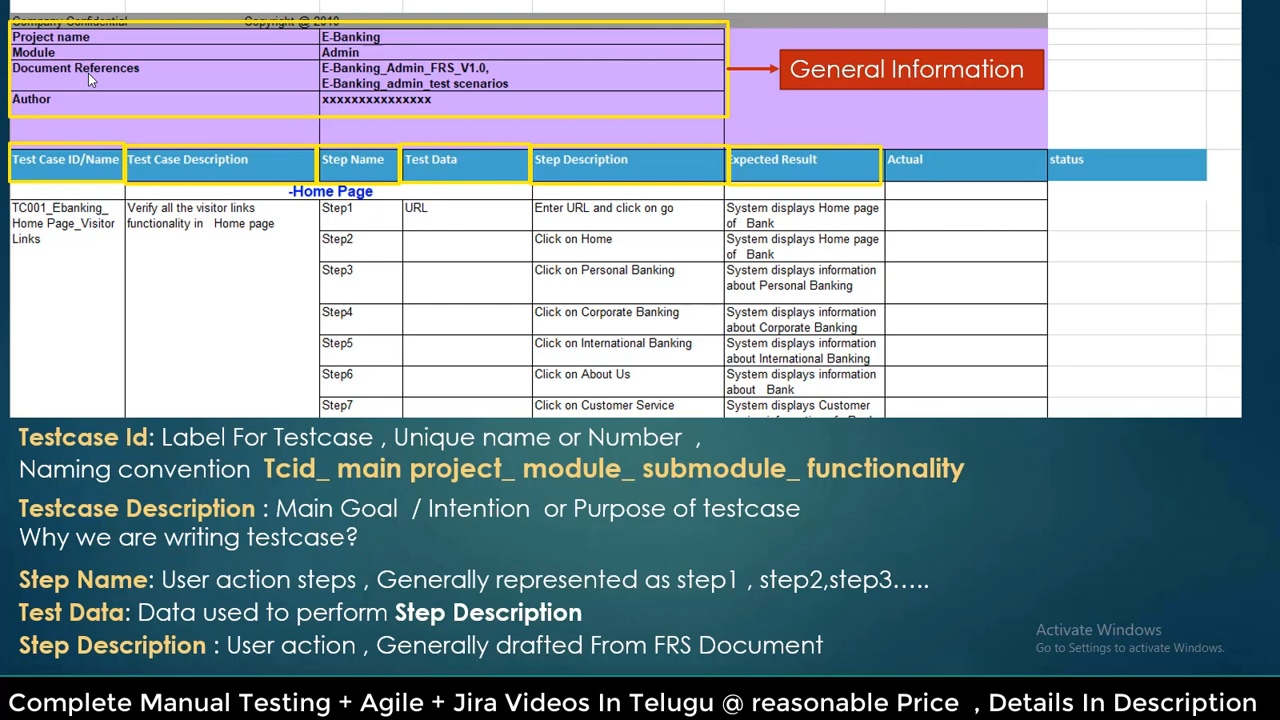 Company Confidential Copyright @ 2010
Project name E-Banking
Module Admin
Document References E-Banking_Admin_FRS_V1.0,
E-Banking_admin_test scenarios
Author xxxxxxxxxxxxxxx
General Information
Test Case ID/Name Test Case Description Step Name Test Data Step Description Expected Result Actual status
-Home Page
TC001_Ebanking_ Verify all the visitor links Step1 URL Enter URL and click on go System displays Home page
Home Page_Visitor functionality in Home page of Bank
Links Step2 Click on Home System displays Home page
of Bank
Step3 Click on Personal Banking System displays information
about Personal Banking
Step4 Click on Corporate Banking System displays information
about Corporate Banking
Step5 Click on International Banking System displays information
about International Banking
Step6 Click on About Us System displays information
about Bank
Step7 Click on Customer Service System displays Customer
Testcase Id: Label For Testcase , Unique name or Number ,
Naming convention Tcid_ main project_ module_ submodule_ functionality
Testcase Description : Main Goal / Intention or Purpose of testcase
Why we are writing testcase?
Step Name: User action steps , Generally represented as step1 , step2,step3.....
Test Data: Data used to perform Step Description
Step Description : User action , Generally drafted From FRS Document
Activate Windows
Go to Settings to activate Windows.
Complete Manual Testing + Agile + Jira Videos In Telugu @ reasonable Price , Details In Description